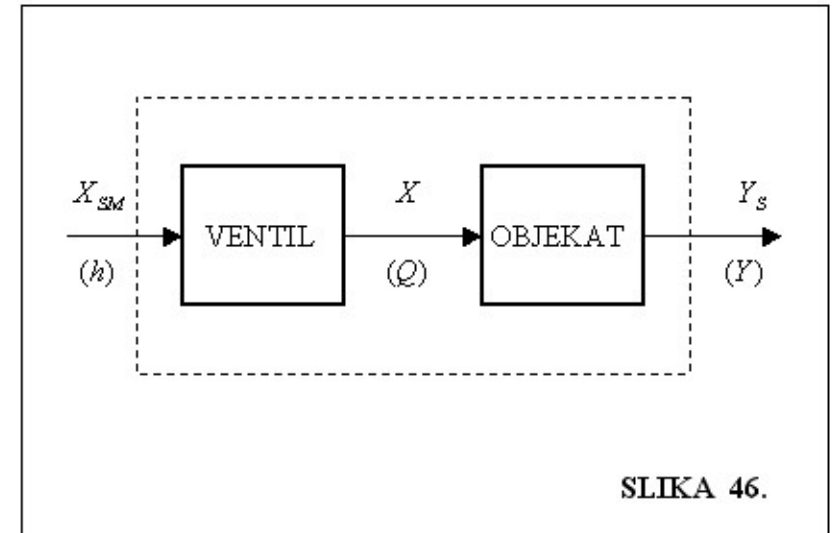 X_SM X Y_S
VENTIL OBJEKAT
(h) (Q) (Y)
SLIKA 46.